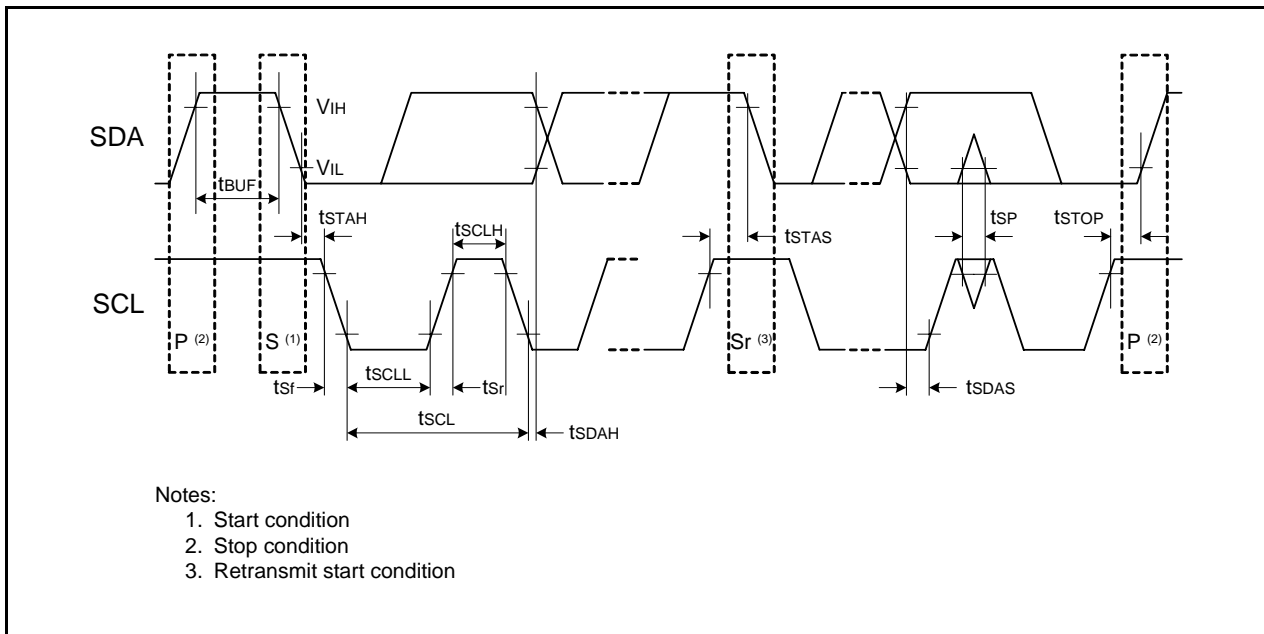 SDA
VIH
VIL
tBUF
tSTAH
tSCLH
tSTAS
tSP
tSTOP
SCL
P (2)
S (1)
Sr (3)
P (2)
tSf
tSCLL
tSr
tSDAS
tSCL
tSDAH
Notes:
1. Start condition
2. Stop condition
3. Retransmit start condition